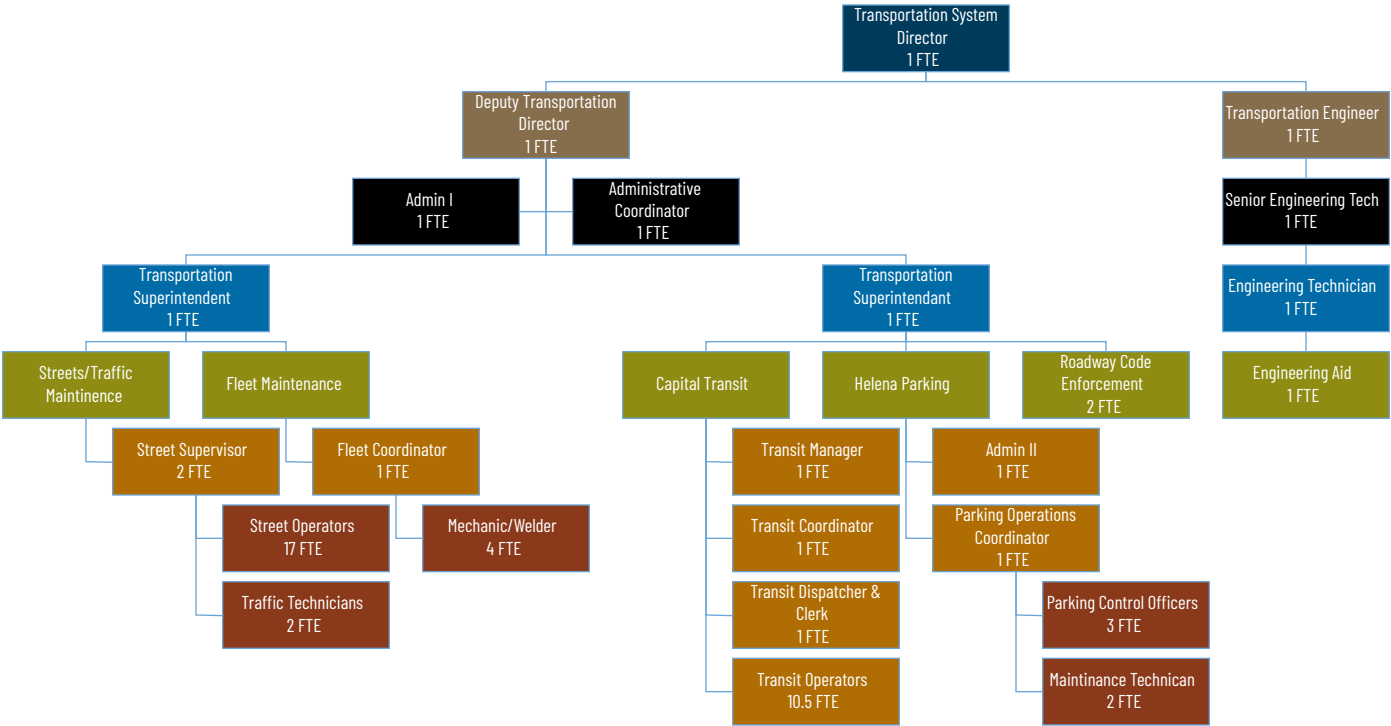 Transportation System
Director
1 FTE
Deputy Transportation
Director
1 FTE
Transportation Engineer
1 FTE
Admin I
1 FTE
Administrative
Coordinator
1 FTE
Senior Engineering Tech
1 FTE
Transportation
Superintendent
1 FTE
Transportation
Superintendant
1 FTE
Engineering Technician
1 FTE
Streets/Traffic
Maintinence
Fleet Maintenance
Capital Transit
Helena Parking
Roadway Code
Enforcement
2 FTE
Engineering Aid
1 FTE
Street Supervisor
2 FTE
Fleet Coordinator
1 FTE
Transit Manager
1 FTE
Admin II
1 FTE
Street Operators
17 FTE
Mechanic/Welder
4 FTE
Transit Coordinator
1 FTE
Parking Operations
Coordinator
1 FTE
Traffic Technicians
2 FTE
Transit Dispatcher &
Clerk
1 FTE
Parking Control Officers
3 FTE
Transit Operators
10.5 FTE
Maintinance Technican
2 FTE